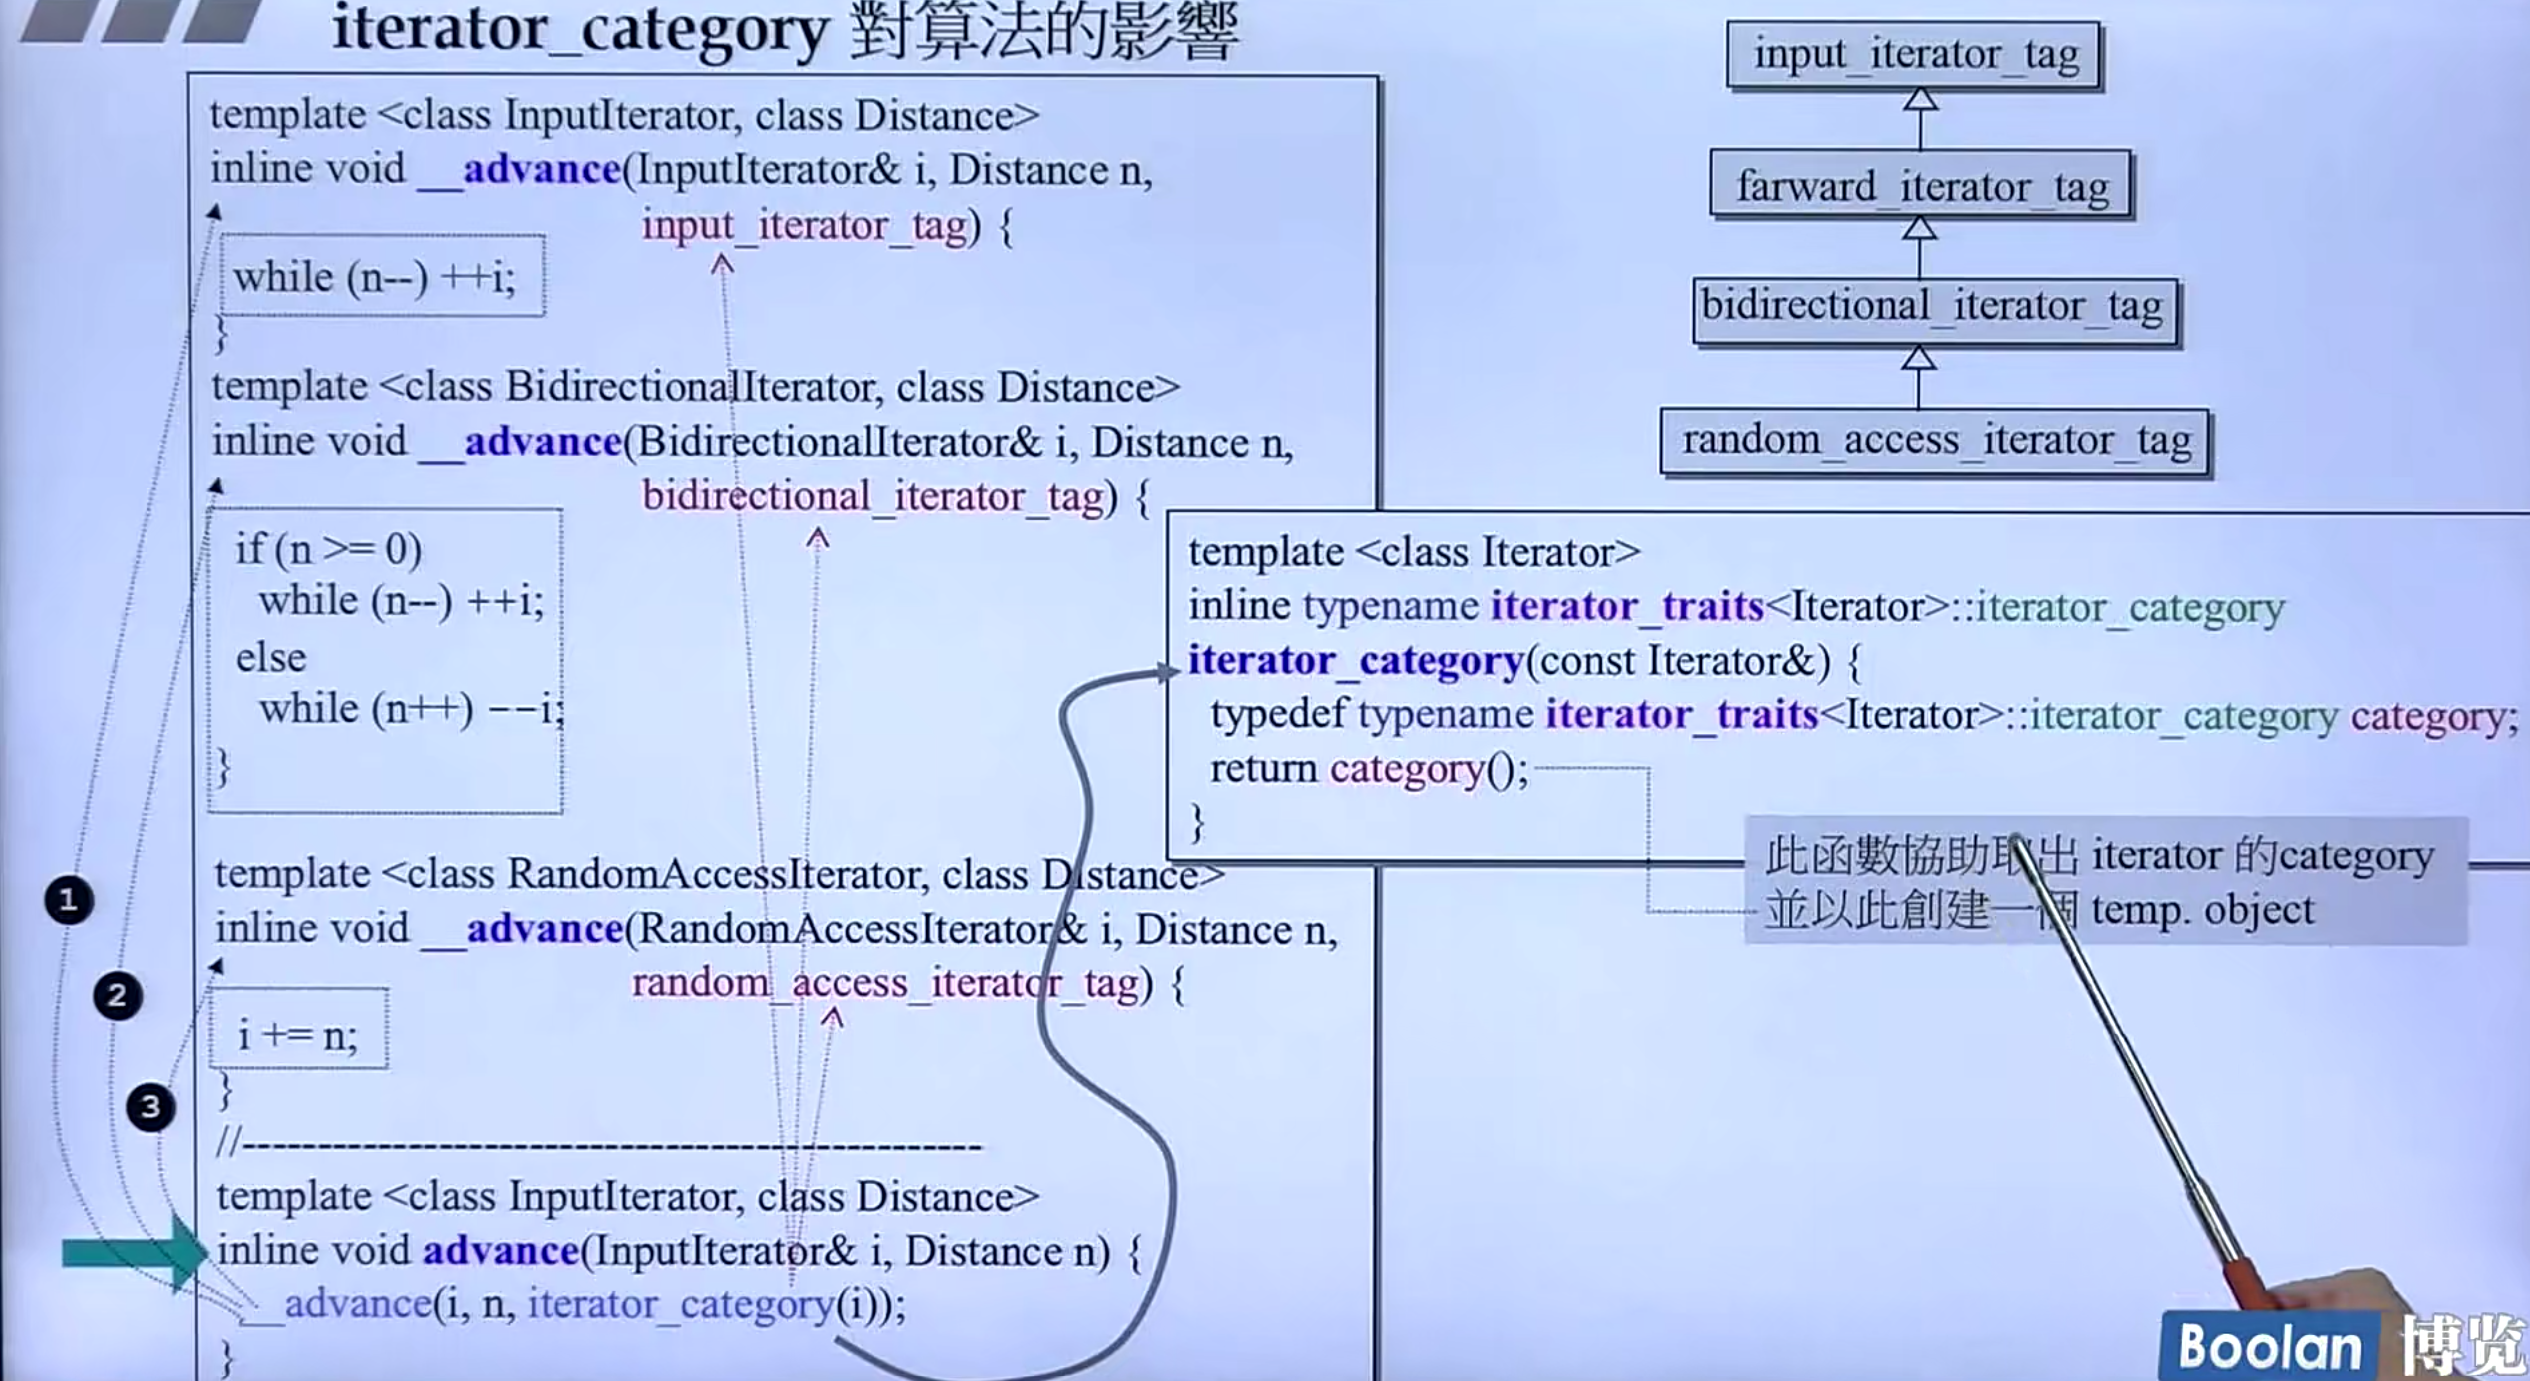 iterator_category 對算法的影響
template <class InputIterator, class Distance>
inline void __advance(InputIterator& i, Distance n,
input_iterator_tag) {
while (n--) ++i;
}
template <class BidirectionalIterator, class Distance>
inline void __advance(BidirectionalIterator& i, Distance n,
bidirectional_iterator_tag) {
if (n >= 0)
while (n--) ++i;
else
while (n++) --i;
}
template <class RandomAccessIterator, class Distance>
inline void __advance(RandomAccessIterator& i, Distance n,
random_access_iterator_tag) {
i += n;
}
//-------------------------------------------------
template <class InputIterator, class Distance>
inline void advance(InputIterator& i, Distance n) {
__advance(i, n, iterator_category(i));
}
1
2
3
input_iterator_tag
farward_iterator_tag
bidirectional_iterator_tag
random_access_iterator_tag
template <class Iterator>
inline typename iterator_traits<Iterator>::iterator_category
iterator_category(const Iterator&) {
typedef typename iterator_traits<Iterator>::iterator_category category;
return category();
}
此函數協助取出 iterator 的category
並以此創建一個 temp. object
Boolan 博览